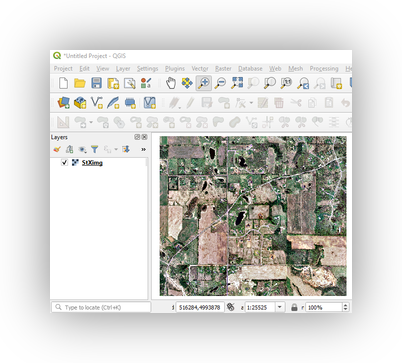 *Untitled Project - QGIS
Project Edit View Layer Settings Plugins Vector Raster Database Web Mesh Processing He
Layers
StXimg
Type to locate (Ctrl+K)
516284,4993878
1:25525
100%